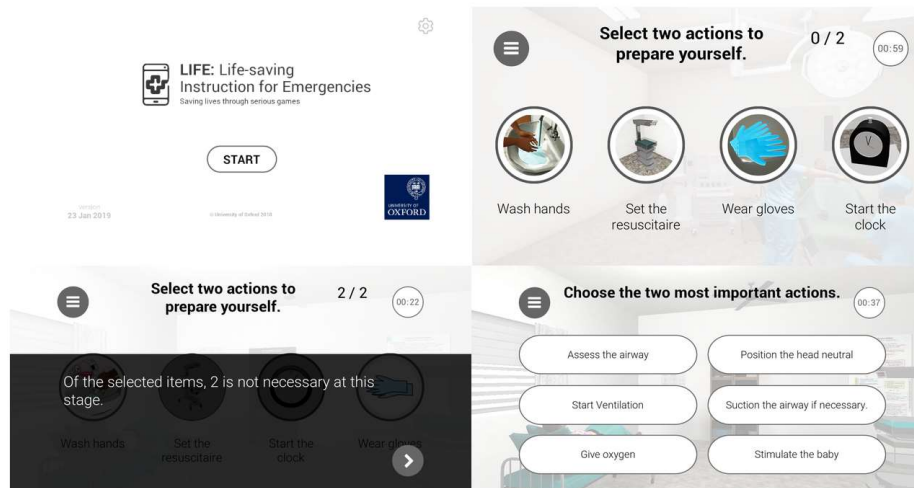 LIFE: Life-saving
Instruction for Emergencies
Saving lives through serious games
START
23 Jan 2019
UNIVERSITY OF
OXFORD
Select two actions to
prepare yourself.
0 / 2
00:59
Wash hands
Set the
resuscitaire
Wear gloves
Start the
clock
Select two actions to
prepare yourself.
2 / 2
00:22
Of the selected items, 2 is not necessary at this
stage.
Wash hands
Set the
resuscitaire
Start the
clock
Wear gloves
Choose the two most important actions.
00:37
Assess the airway
Position the head neutral
Start Ventilation
Suction the airway if necessary.
Give oxygen
Stimulate the baby